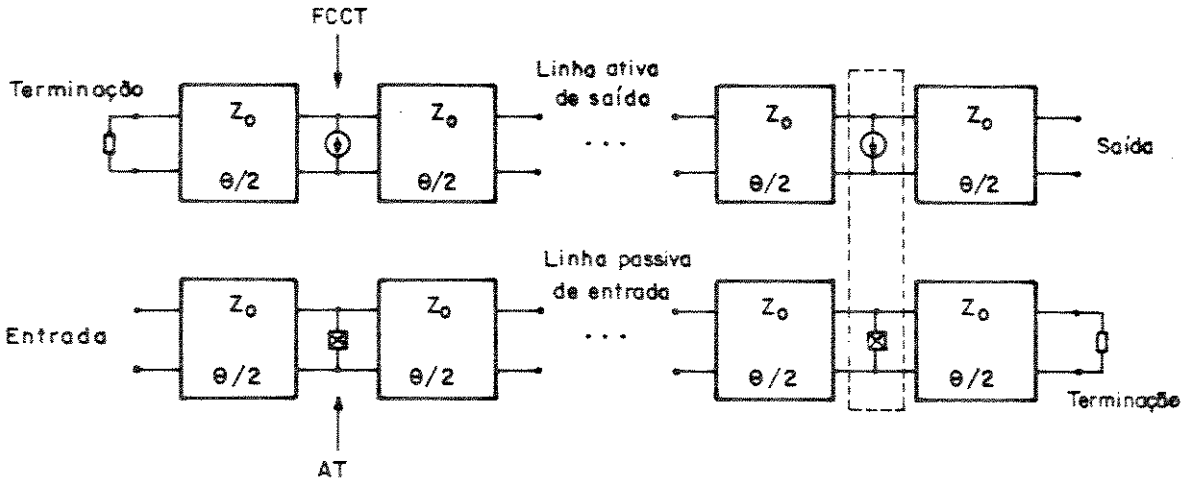 FCCT
Terminação
Linha ativa
de saída
Z₀
Z₀
Z₀
Z₀
...
θ/2
θ/2
θ/2
θ/2
Saída
Linha passiva
de entrada
Z₀
Z₀
Z₀
Z₀
Entrada
...
θ/2
θ/2
θ/2
θ/2
Terminação
AT